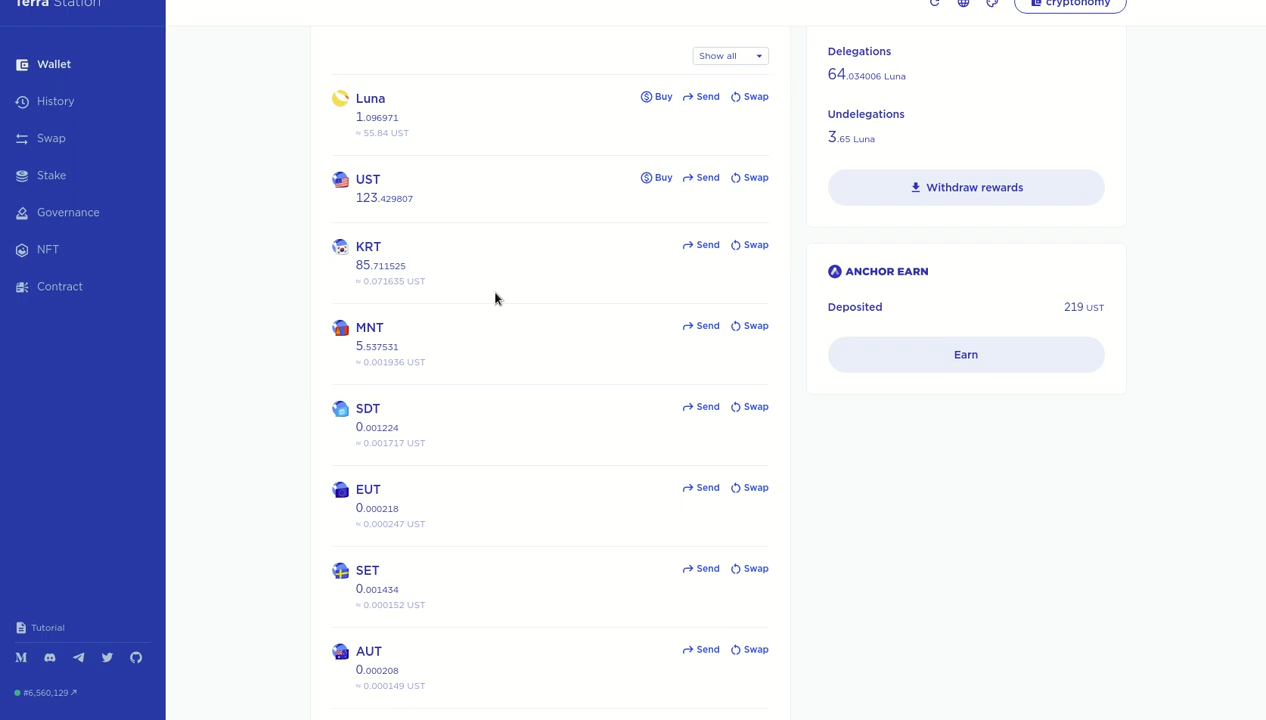 Terra Station
cryptonomy
Wallet
History
Swap
Stake
Governance
NFT
Contract
Tutorial
#6,560,129
Show all
Luna
1.096971
≈ 55.84 UST
Buy Send Swap
UST
123.429807
Buy Send Swap
KRT
85.711525
≈ 0.071635 UST
Send Swap
MNT
5.537531
≈ 0.001936 UST
Send Swap
SDT
0.001224
≈ 0.001717 UST
Send Swap
EUT
0.000218
≈ 0.000247 UST
Send Swap
SET
0.001434
≈ 0.000152 UST
Send Swap
AUT
0.000208
≈ 0.000149 UST
Send Swap
Delegations
64.034006 Luna
Undelegations
3.65 Luna
Withdraw rewards
ANCHOR EARN
Deposited 219 UST
Earn